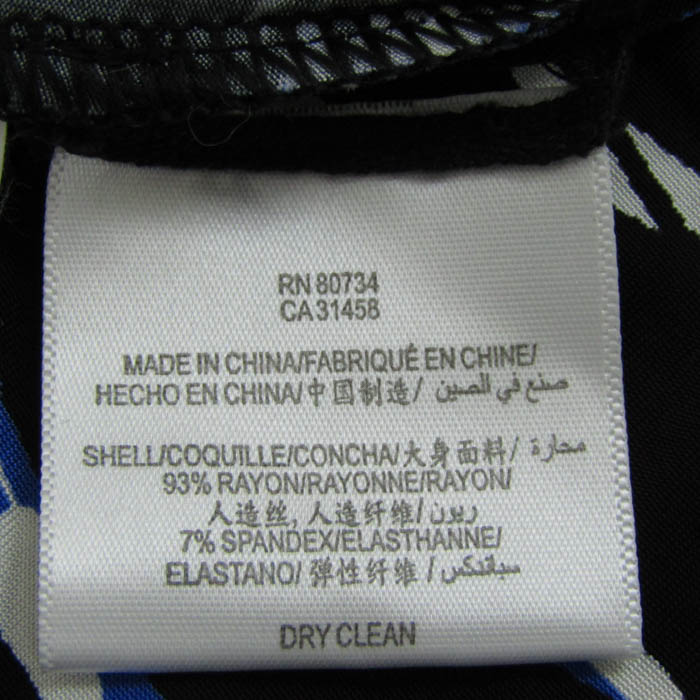 RN 80734
CA 31458
MADE IN CHINA/FABRIQUÉ EN CHINE/
HECHO EN CHINA/中国制造/ صنع في الصين
SHELL/COQUILLE/CONCHA/大身面料/ محارة
93% RAYON/RAYONNE/RAYON/
人造丝, 人造纤维/ ريون
7% SPANDEX/ELASTHANNE/
ELASTANO/ 弹性纤维 / سباندكس
DRY CLEAN